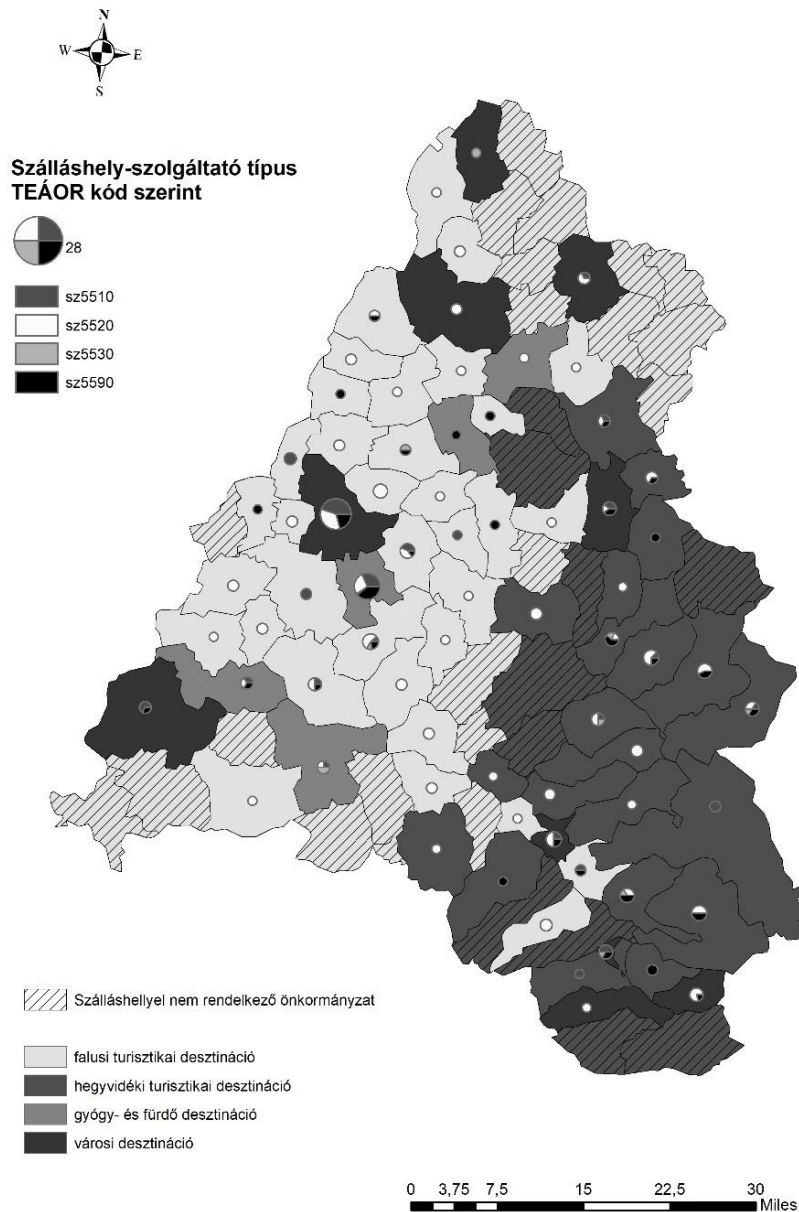 N
W E
S
Szálláshely-szolgáltató típus
TEÁOR kód szerint
28
sz5510
sz5520
sz5530
sz5590
Szálláshellyel nem rendelkező önkormányzat
falusi turisztikai desztináció
hegyvidéki turisztikai desztináció
gyógy- és fürdő desztináció
városi desztináció
0 3,75 7,5 15 22,5 30
Miles